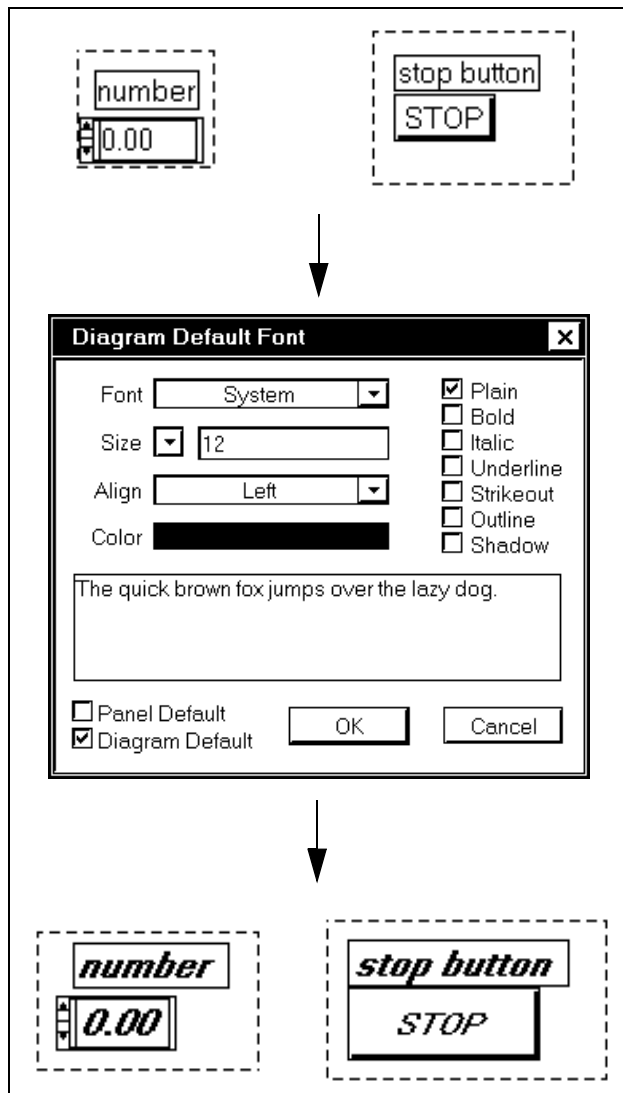 number
0.00
stop button
STOP
Diagram Default Font
Font System
Size 12
Align Left
Color
Plain
Bold
Italic
Underline
Strikeout
Outline
Shadow
The quick brown fox jumps over the lazy dog.
Panel Default
Diagram Default
OK
Cancel
number
0.00
stop button
STOP